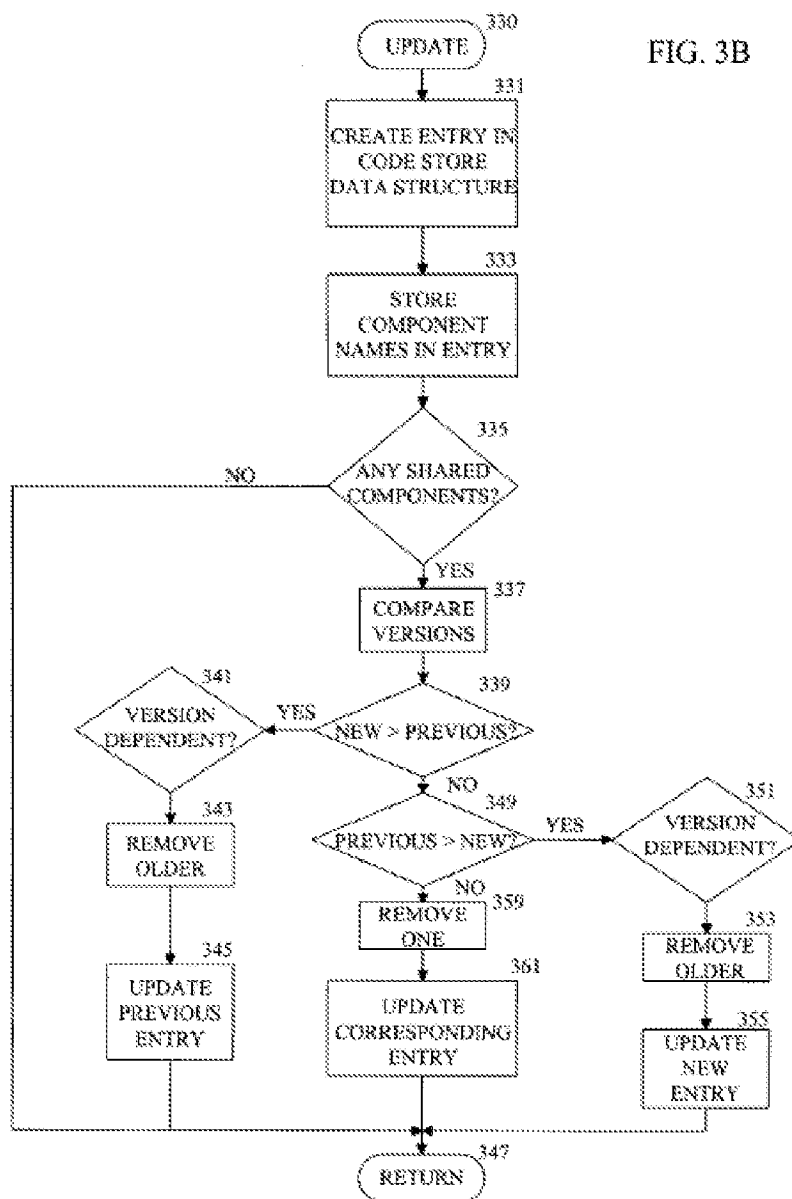 330
UPDATE
FIG. 3B
331
CREATE ENTRY IN
CODE STORE
DATA STRUCTURE
333
STORE
COMPONENT
NAMES IN ENTRY
335
NO
ANY SHARED
COMPONENTS?
YES
337
COMPARE
VERSIONS
341
VERSION
DEPENDENT?
YES
339
NEW > PREVIOUS?
NO
343
REMOVE
OLDER
349
PREVIOUS > NEW?
YES
351
VERSION
DEPENDENT?
NO
359
REMOVE
ONE
353
REMOVE
OLDER
345
UPDATE
PREVIOUS
ENTRY
361
UPDATE
CORRESPONDING
ENTRY
355
UPDATE
NEW
ENTRY
347
RETURN